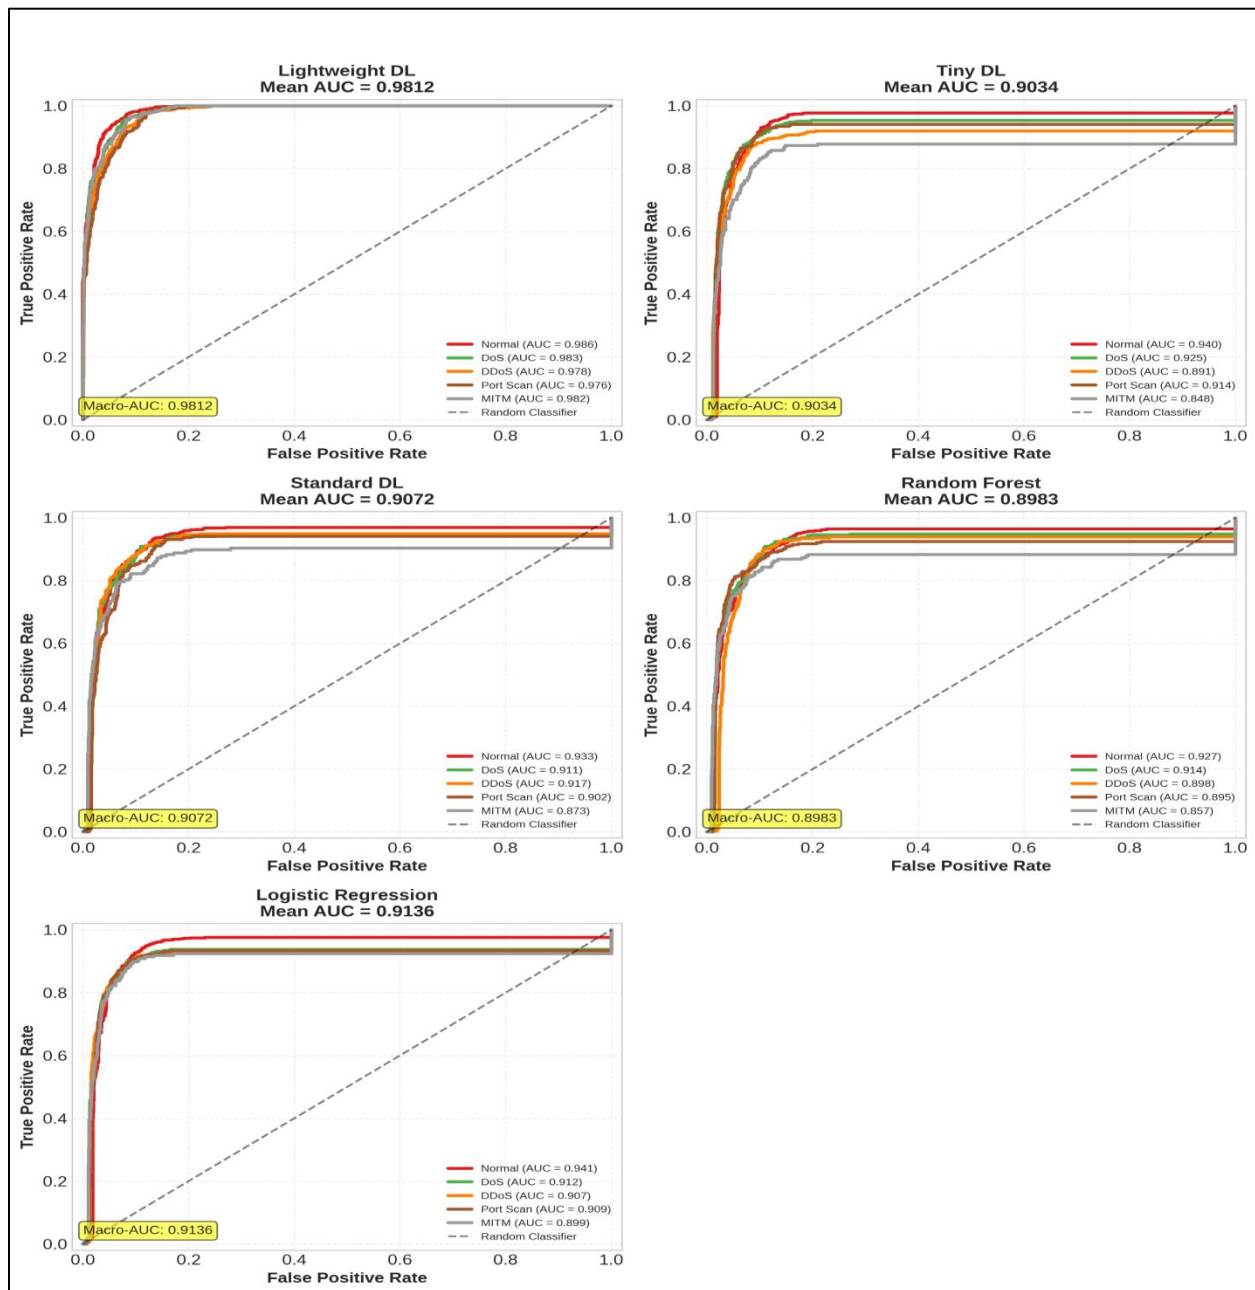 Lightweight DL
Mean AUC = 0.9812
True Positive Rate
1.0
0.8
0.6
0.4
0.2
0.0
Normal (AUC = 0.986)
DoS (AUC = 0.983)
DDoS (AUC = 0.978)
Port Scan (AUC = 0.976)
MITM (AUC = 0.982)
Random Classifier
Macro-AUC: 0.9812
0.0 0.2 0.4 0.6 0.8 1.0
False Positive Rate
Tiny DL
Mean AUC = 0.9034
True Positive Rate
1.0
0.8
0.6
0.4
0.2
0.0
Normal (AUC = 0.940)
DoS (AUC = 0.925)
DDoS (AUC = 0.891)
Port Scan (AUC = 0.914)
MITM (AUC = 0.848)
Random Classifier
Macro-AUC: 0.9034
0.0 0.2 0.4 0.6 0.8 1.0
False Positive Rate
Standard DL
Mean AUC = 0.9072
True Positive Rate
1.0
0.8
0.6
0.4
0.2
0.0
Normal (AUC = 0.933)
DoS (AUC = 0.911)
DDoS (AUC = 0.917)
Port Scan (AUC = 0.902)
MITM (AUC = 0.873)
Random Classifier
Macro-AUC: 0.9072
0.0 0.2 0.4 0.6 0.8 1.0
False Positive Rate
Random Forest
Mean AUC = 0.8983
True Positive Rate
1.0
0.8
0.6
0.4
0.2
0.0
Normal (AUC = 0.927)
DoS (AUC = 0.914)
DDoS (AUC = 0.898)
Port Scan (AUC = 0.895)
MITM (AUC = 0.857)
Random Classifier
Macro-AUC: 0.8983
0.0 0.2 0.4 0.6 0.8 1.0
False Positive Rate
Logistic Regression
Mean AUC = 0.9136
True Positive Rate
1.0
0.8
0.6
0.4
0.2
0.0
Normal (AUC = 0.941)
DoS (AUC = 0.912)
DDoS (AUC = 0.907)
Port Scan (AUC = 0.909)
MITM (AUC = 0.899)
Random Classifier
Macro-AUC: 0.9136
0.0 0.2 0.4 0.6 0.8 1.0
False Positive Rate